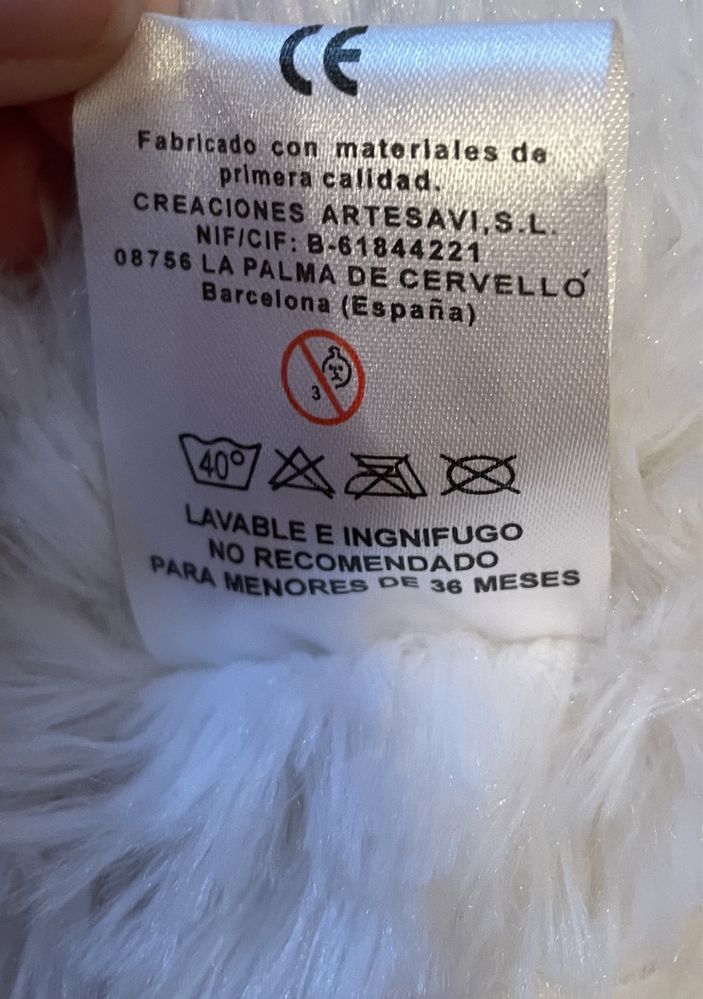 CE
Fabricado con materiales de
primera calidad.
CREACIONES ARTESAVI,S.L.
NIF/CIF: B-61844221
08756 LA PALMA DE CERVELLO´
Barcelona (España)
3
40°
LAVABLE E INGNIFUGO
NO RECOMENDADO
PARA MENORES DE 36 MESES